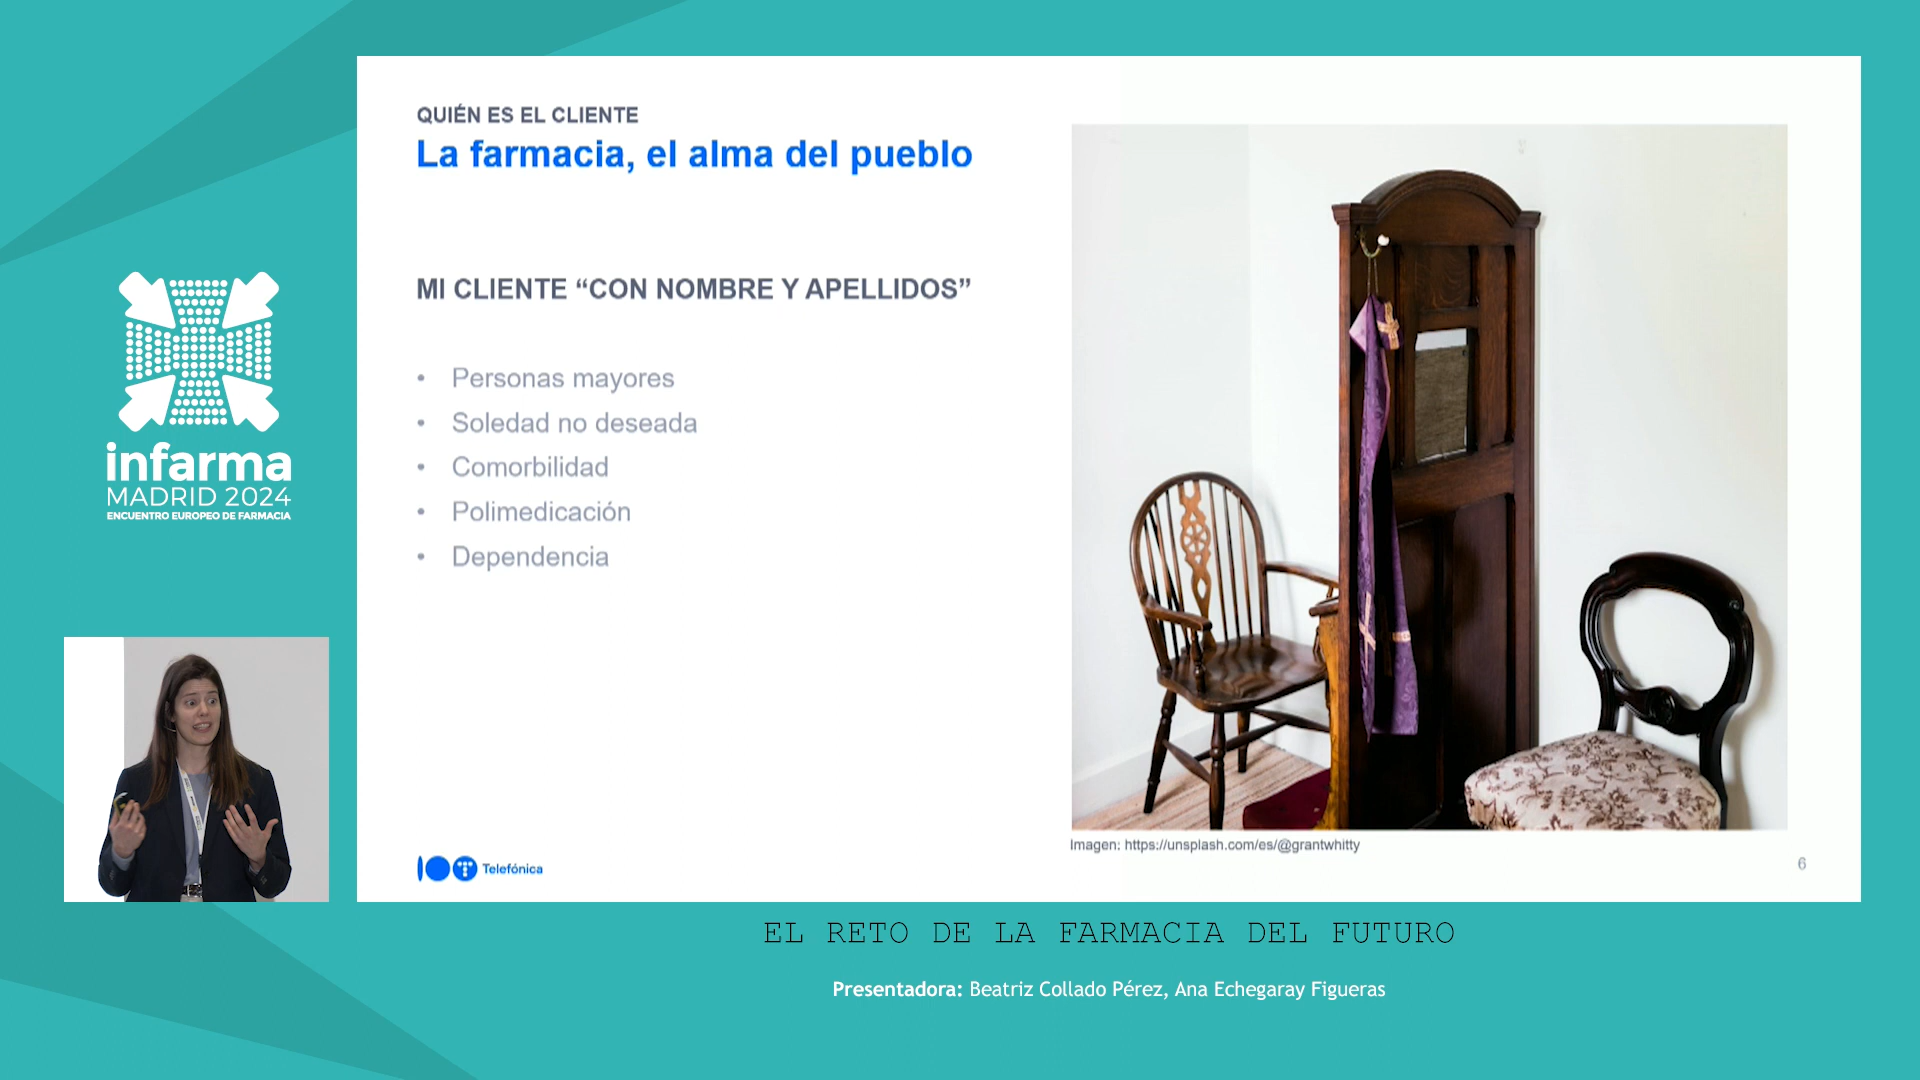 QUIÉN ES EL CLIENTE
La farmacia, el alma del pueblo
MI CLIENTE “CON NOMBRE Y APELLIDOS”
• Personas mayores
• Soledad no deseada
• Comorbilidad
• Polimedicación
• Dependencia
Imagen: https://unsplash.com/es/@grantwhitty
6
Telefónica
infarma
MADRID 2024
ENCUENTRO EUROPEO DE FARMACIA
EL RETO DE LA FARMACIA DEL FUTURO
Presentadora: Beatriz Collado Pérez, Ana Echegaray Figueras